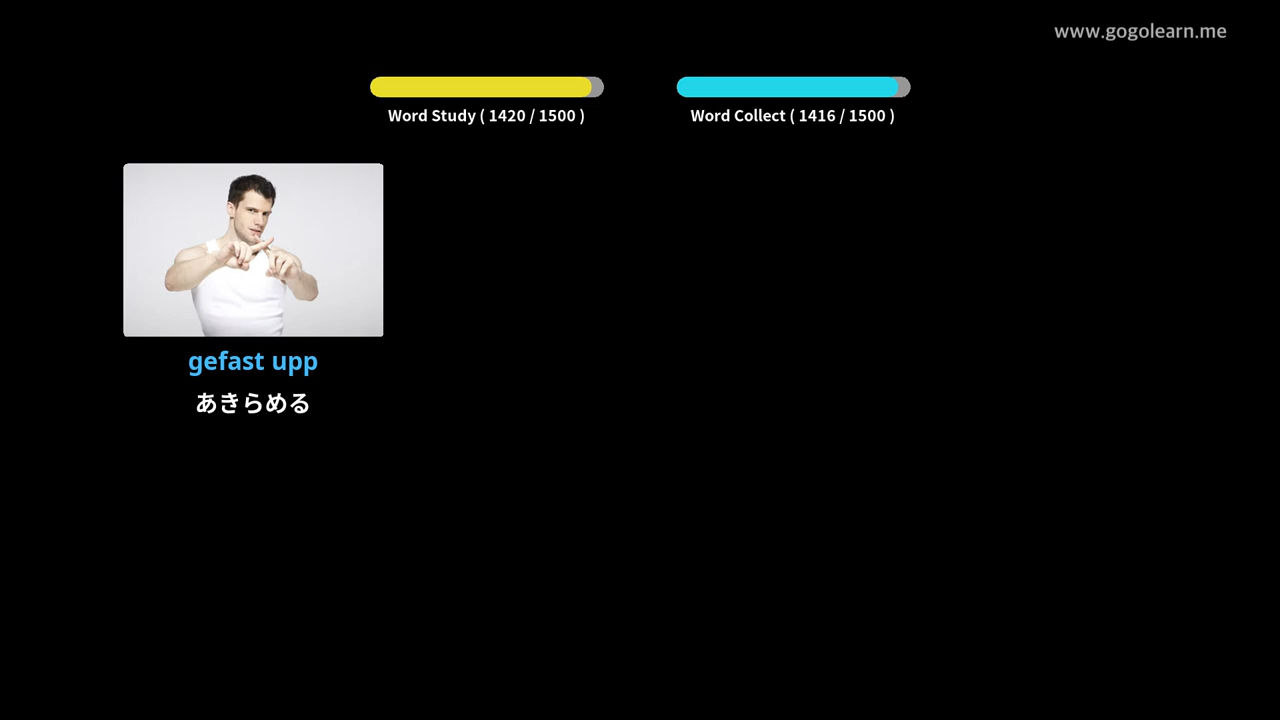 www.gogolearn.me
Word Study ( 1420 / 1500 )
Word Collect ( 1416 / 1500 )
gefast upp
あきらめる